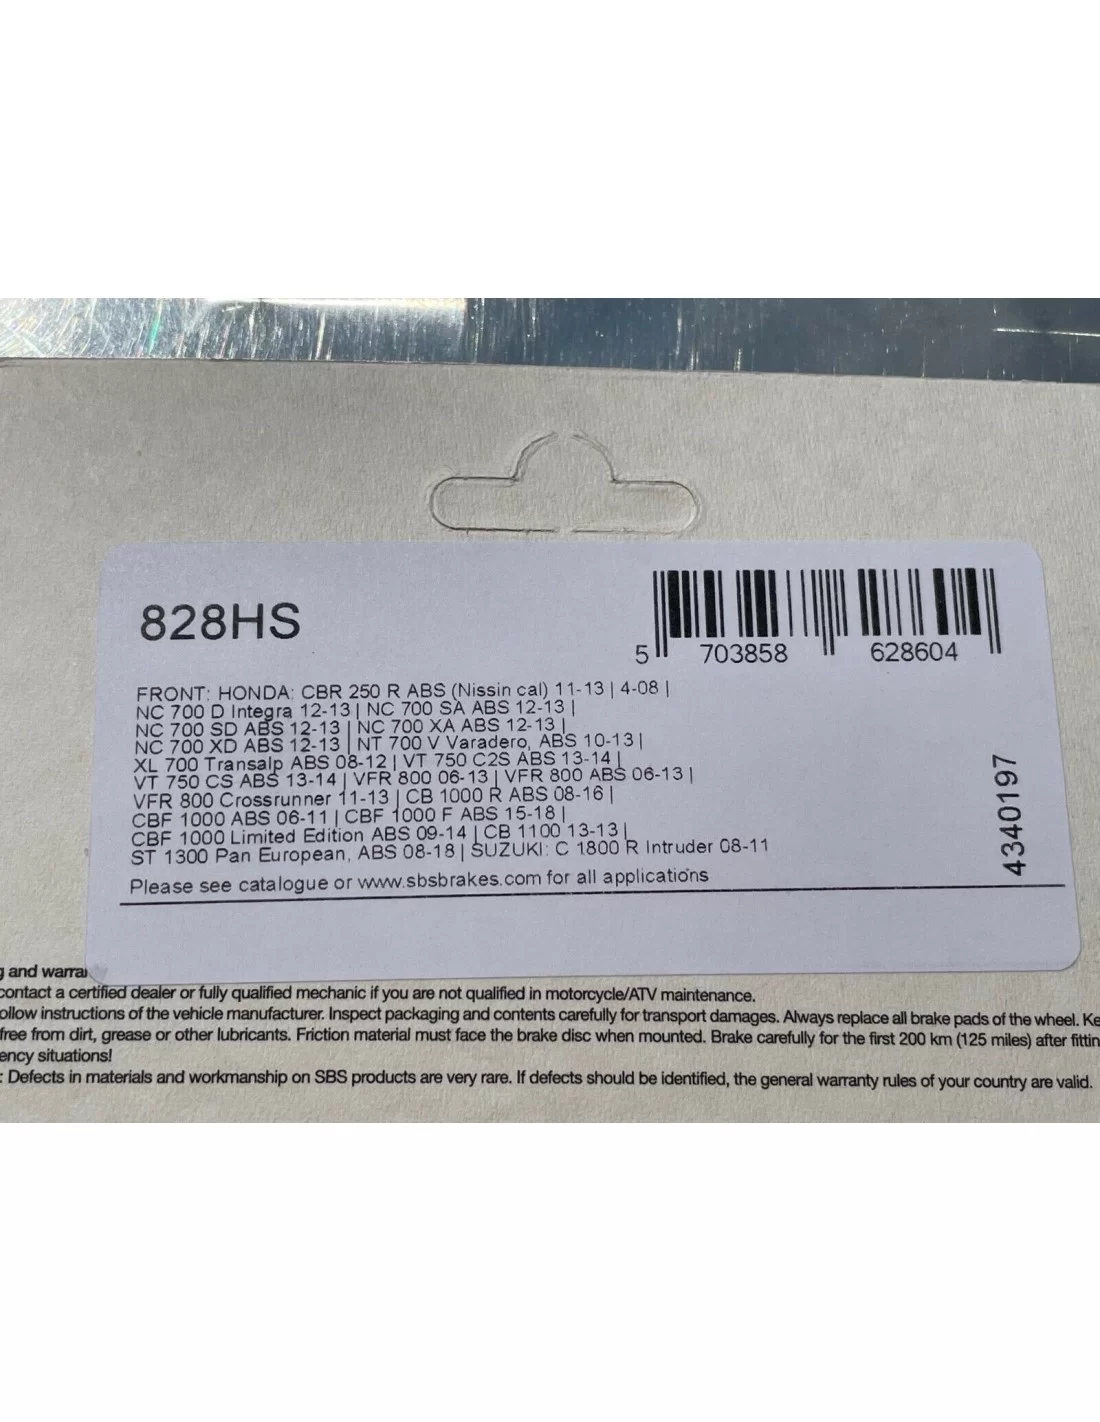 828HS
5 703858 628604
FRONT: HONDA: CBR 250 R ABS (Nissin cal) 11-13 | 4-08 |
NC 700 D Integra 12-13 | NC 700 SA ABS 12-13 |
NC 700 SD ABS 12-13 | NC 700 XA ABS 12-13 |
NC 700 XD ABS 12-13 | NT 700 V Varadero, ABS 10-13 |
XL 700 Transalp ABS 08-12 | VT 750 C2S ABS 13-14 |
VT 750 CS ABS 13-14 | VFR 800 06-13 | VFR 800 ABS 06-13 |
VFR 800 Crossrunner 11-13 | CB 1000 R ABS 08-16 |
CBF 1000 ABS 06-11 | CBF 1000 F ABS 15-18 |
CBF 1000 Limited Edition ABS 09-14 | CB 1100 13-13 |
ST 1300 Pan European, ABS 08-18 | SUZUKI: C 1800 R Intruder 08-11
Please see catalogue or www.sbsbrakes.com for all applications
4340197
g and warra
contact a certified dealer or fully qualified mechanic if you are not qualified in motorcycle/ATV maintenance.
ollow instructions of the vehicle manufacturer. Inspect packaging and contents carefully for transport damages. Always replace all brake pads of the wheel. Ke
free from dirt, grease or other lubricants. Friction material must face the brake disc when mounted. Brake carefully for the first 200 km (125 miles) after fittin
ency situations!
: Defects in materials and workmanship on SBS products are very rare. If defects should be identified, the general warranty rules of your country are valid.